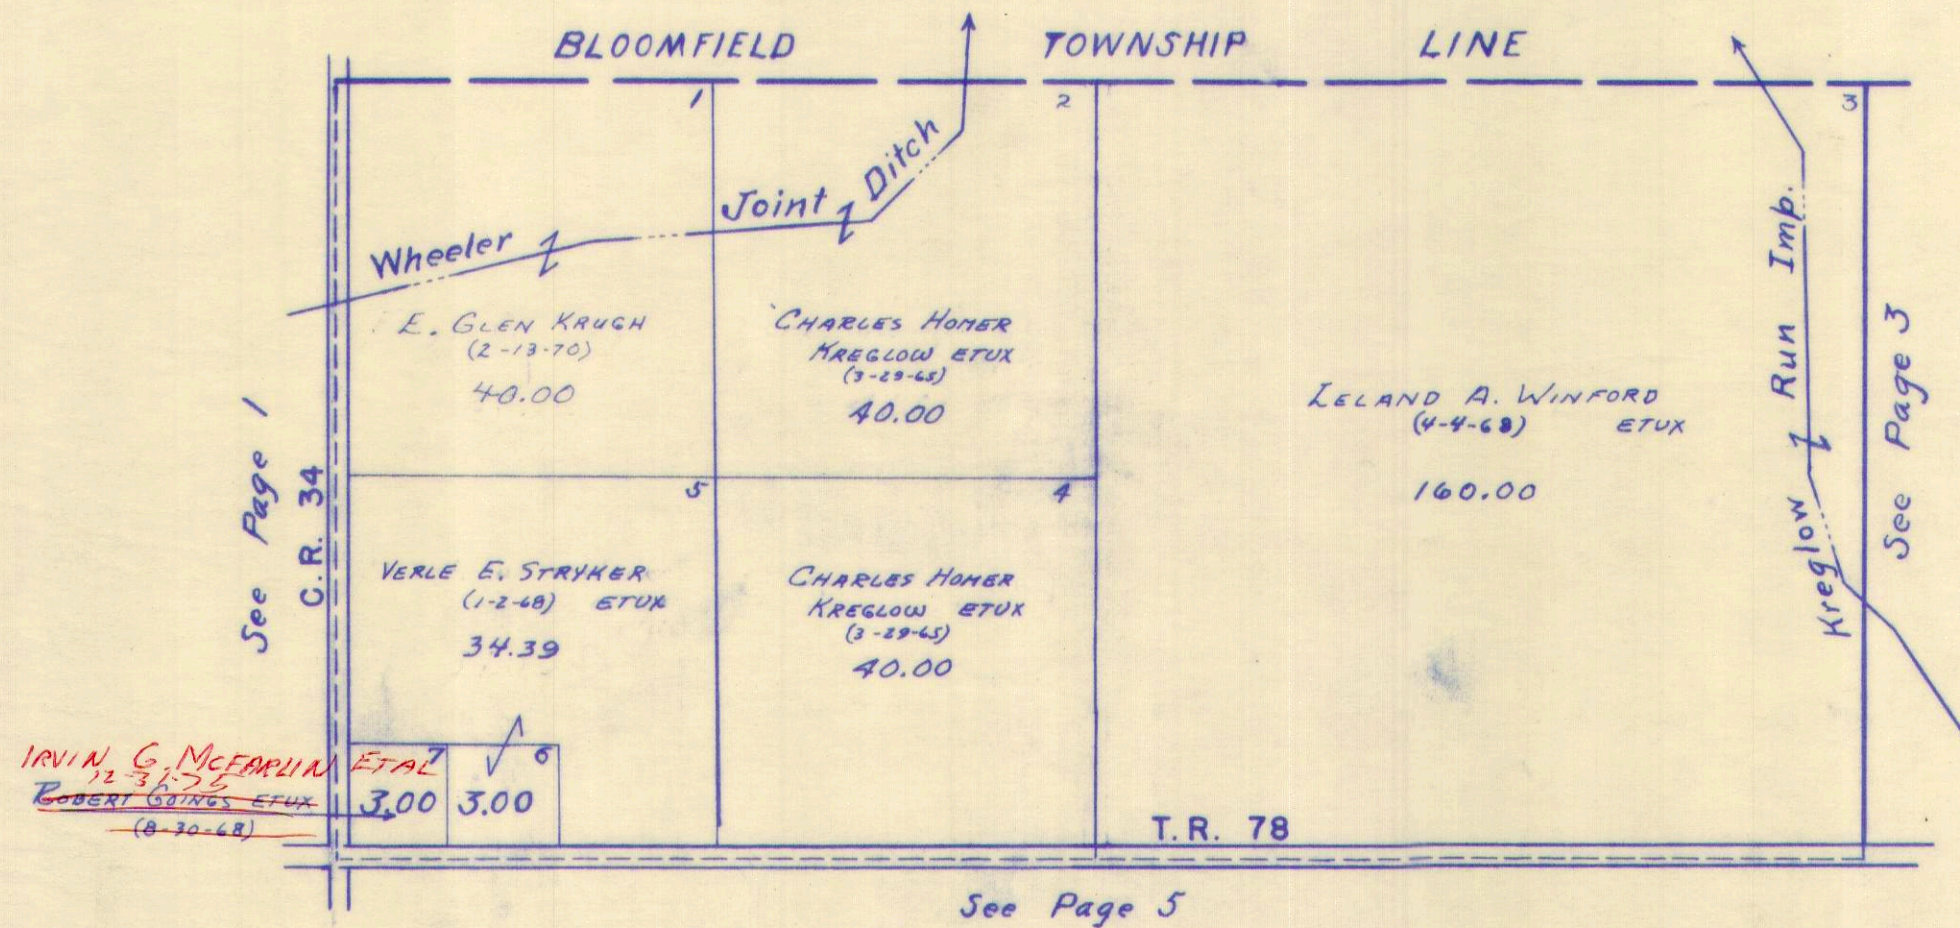 BLOOMFIELD TOWNSHIP LINE
1
2
3
Wheeler Joint Ditch
E. GLEN KRUGH
(2-13-70)
40.00
CHARLES HOMER
KREGLOW ETUX
(3-29-65)
40.00
LELAND A. WINFORD
(4-4-68) ETUX
160.00
Kreglow Run Imp.
See Page 3
See Page 1
C.R. 34
5
4
VERLE E. STRYKER
(1-2-68) ETUX
34.39
CHARLES HOMER
KREGLOW ETUX
(3-29-65)
40.00
IRVIN G. McFARLIN ETAL
12-31-75
ROBERT GOINGS ETUX
(8-30-68)
7
3.00
6
3.00
T.R. 78
See Page 5